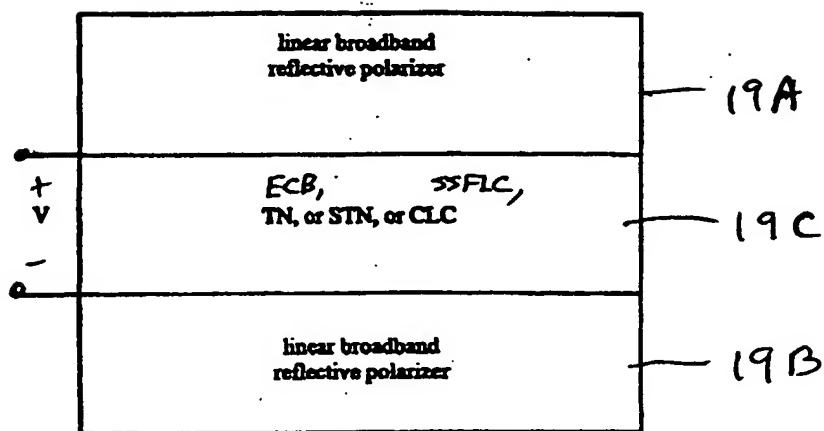 linear broadband
reflective polarizer
19A
+
V
-
ECB, SSFLC,
TN, or STN, or CLC
19C
linear broadband
reflective polarizer
19B